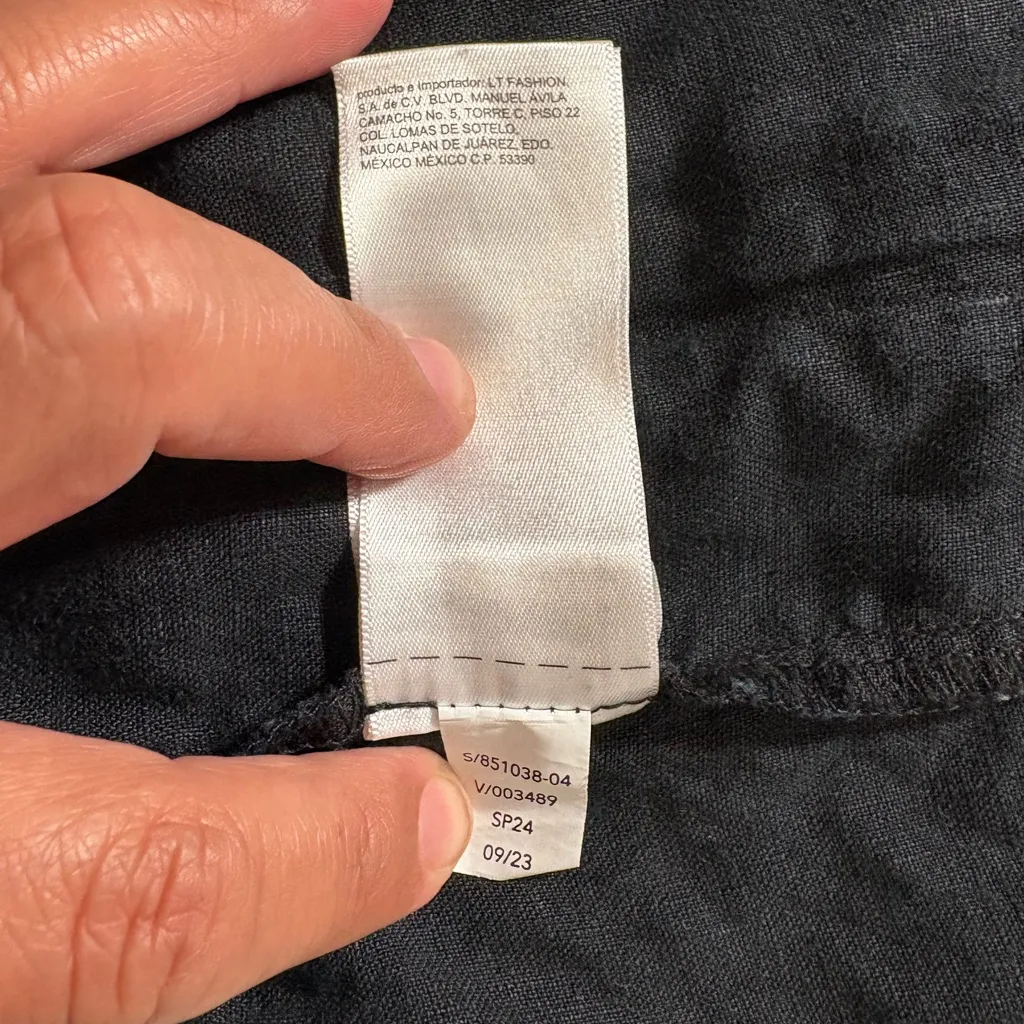 producto e importador: LT FASHION
S.A. de C.V. BLVD. MANUEL ÁVILA
CAMACHO No. 5, TORRE C, PISO 22
COL. LOMAS DE SOTELO,
NAUCALPAN DE JUÁREZ, EDO.
MÉXICO MÉXICO C.P. 53390
S/851038-04
V/003489
SP24
09/23